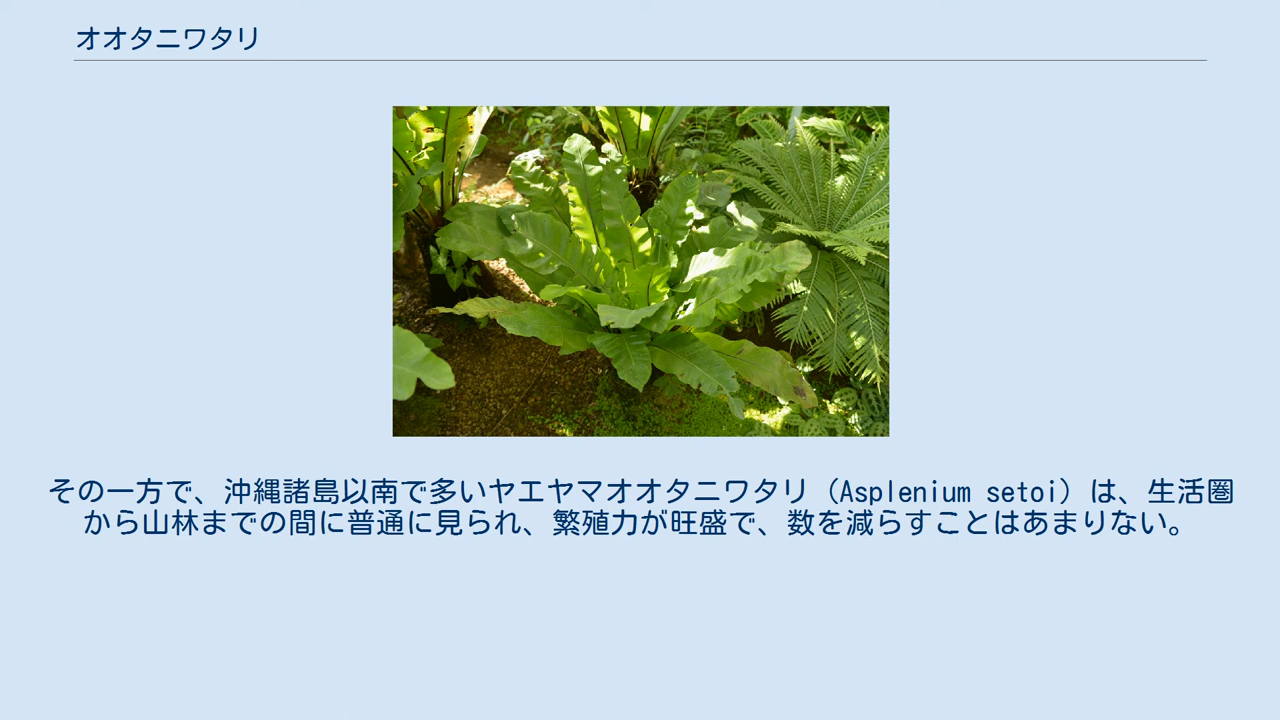 オオタニワタリ
その一方で、沖縄諸島以南で多いヤエヤマオオタニワタリ（Asplenium setoi）は、生活圏
から山林までの間に普通に見られ、繁殖力が旺盛で、数を減らすことはあまりない。